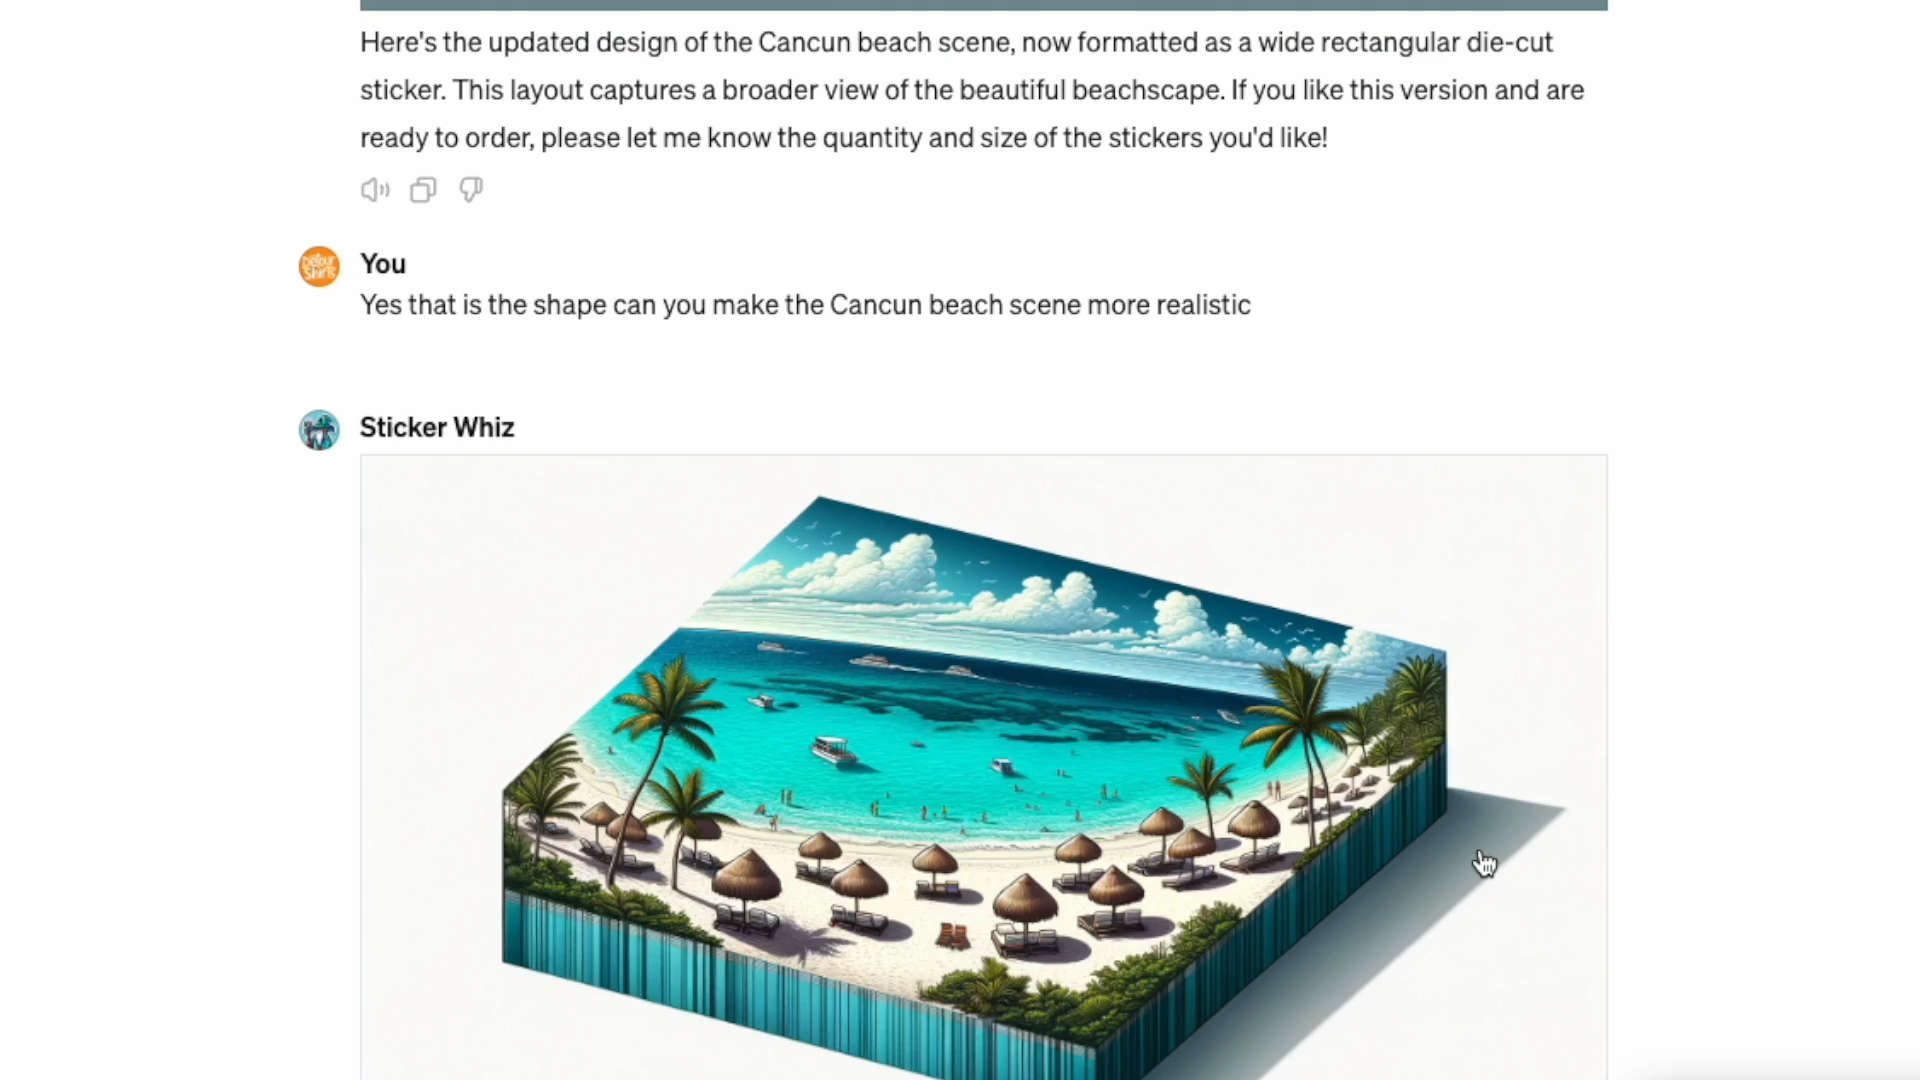 Here's the updated design of the Cancun beach scene, now formatted as a wide rectangular die-cut
sticker. This layout captures a broader view of the beautiful beachscape. If you like this version and are
ready to order, please let me know the quantity and size of the stickers you'd like!
Detour
Shirts
You
Yes that is the shape can you make the Cancun beach scene more realistic
Sticker Whiz